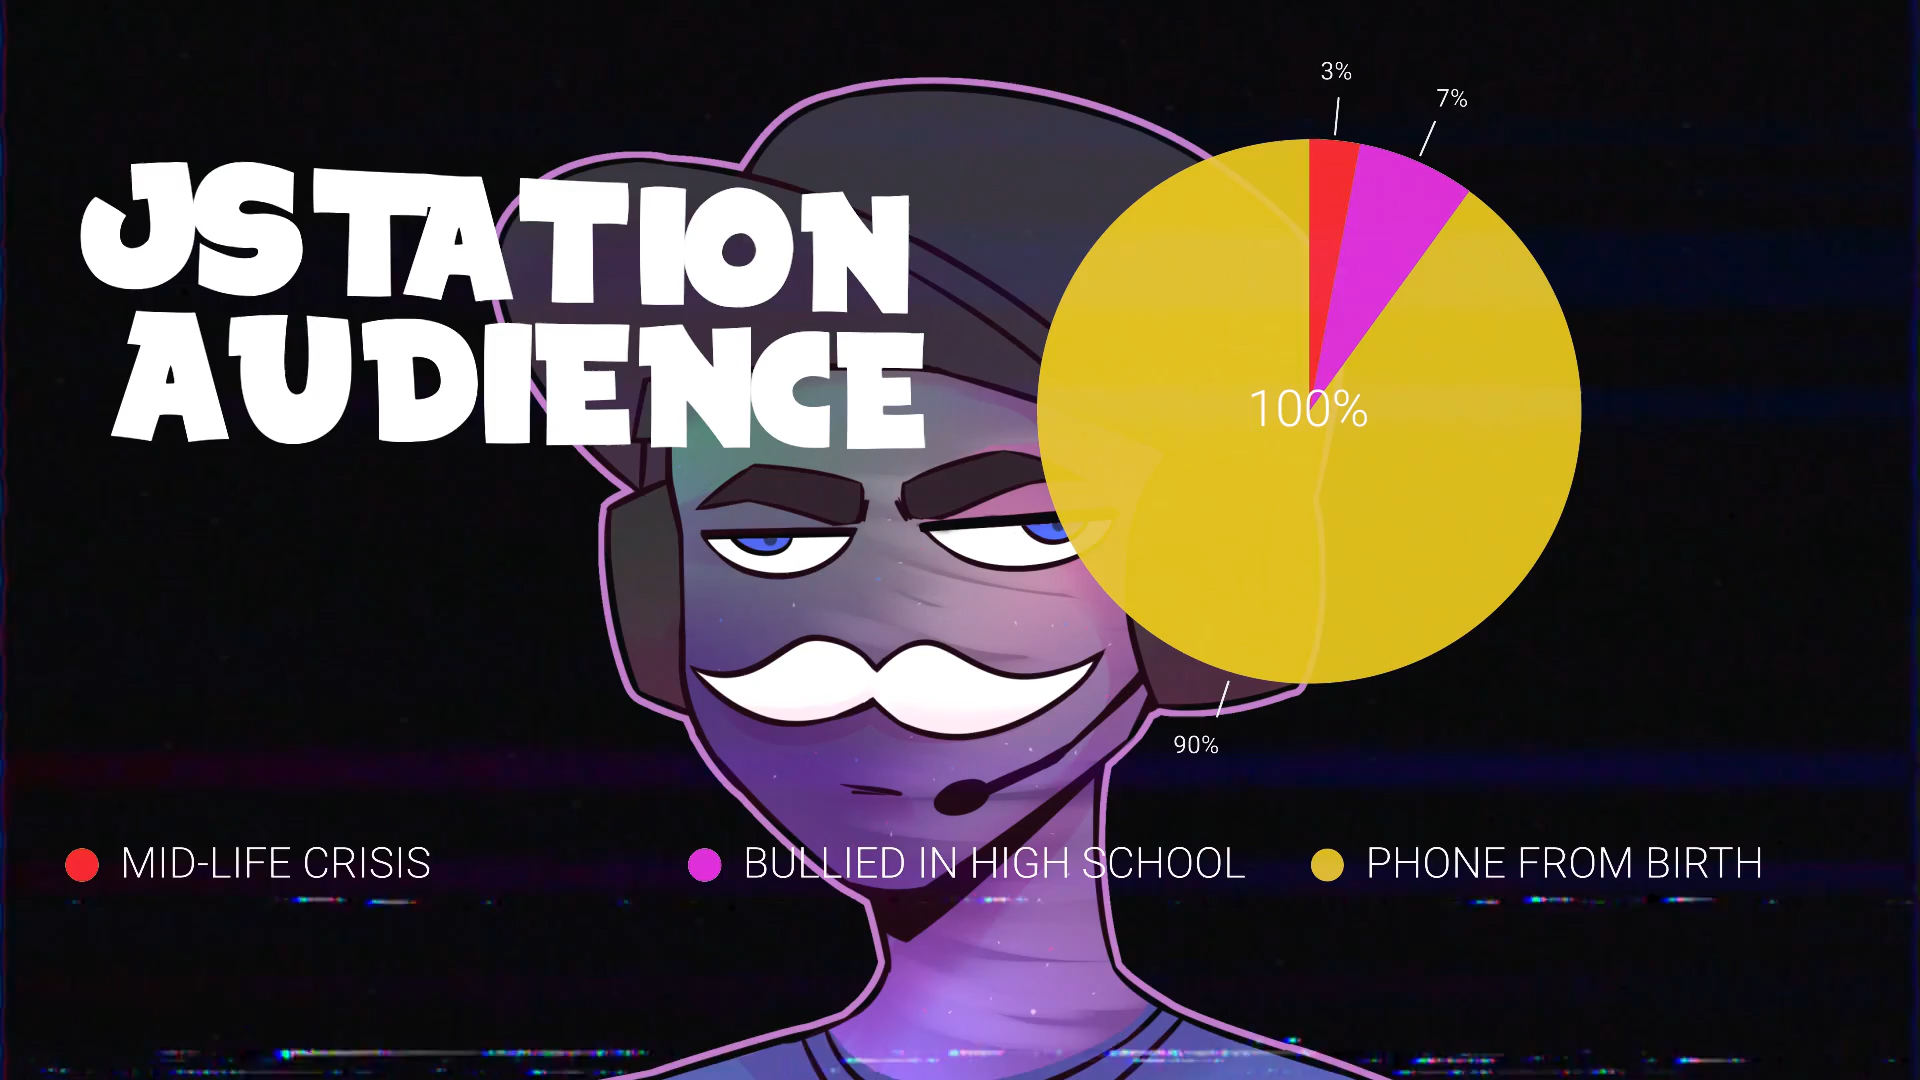 JSTATION
AUDIENCE
3%
7%
100%
90%
MID-LIFE CRISIS
BULLIED IN HIGH SCHOOL
PHONE FROM BIRTH